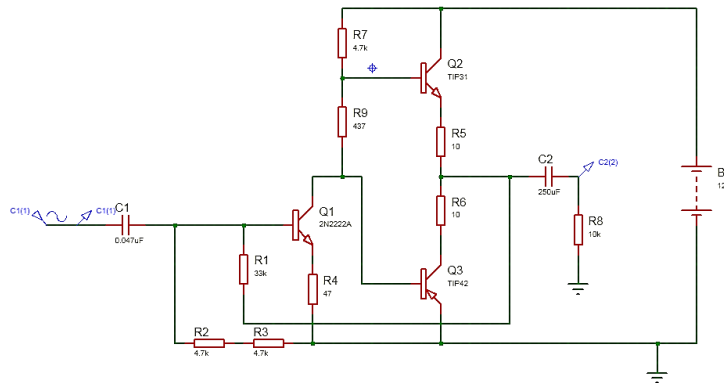 R7
4.7k
Q2
TIP31
R9
437
R5
10
C2
250uF
C2(2)
B
12
C1(1)
C1(1)
C1
0.047uF
Q1
2N2222A
R6
10
R8
10k
R1
33k
R4
47
Q3
TIP42
R2
4.7k
R3
4.7k